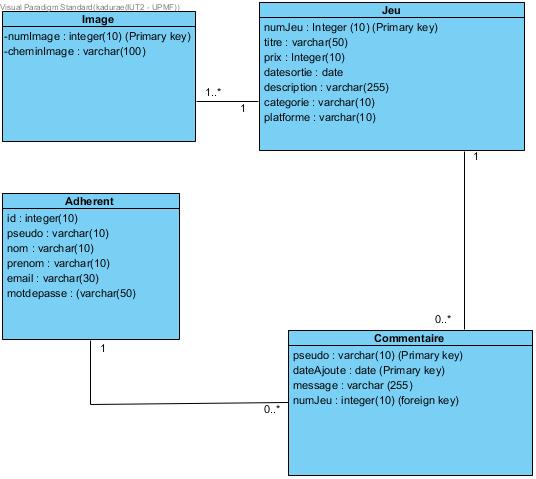 Visual Paradigm Standard(kadurae(IUT2 - UPMF))
Image
-numImage : integer(10) (Primary key)
-cheminImage : varchar(100)
Jeu
numJeu : Integer (10) (Primary key)
titre : varchar(50)
prix : Integer(10)
datesortie : date
description : varchar(255)
categorie : varchar(10)
platforme : varchar(10)
1..*
1
1
Adherent
id : integer(10)
pseudo : varchar(10)
nom : varchar(10)
prenom : varchar(10)
email : varchar(30)
motdepasse : (varchar(50)
0..*
1
Commentaire
pseudo : varchar(10) (Primary key)
dateAjoute : date (Primary key)
message : varchar (255)
numJeu : integer(10) (foreign key)
0..*